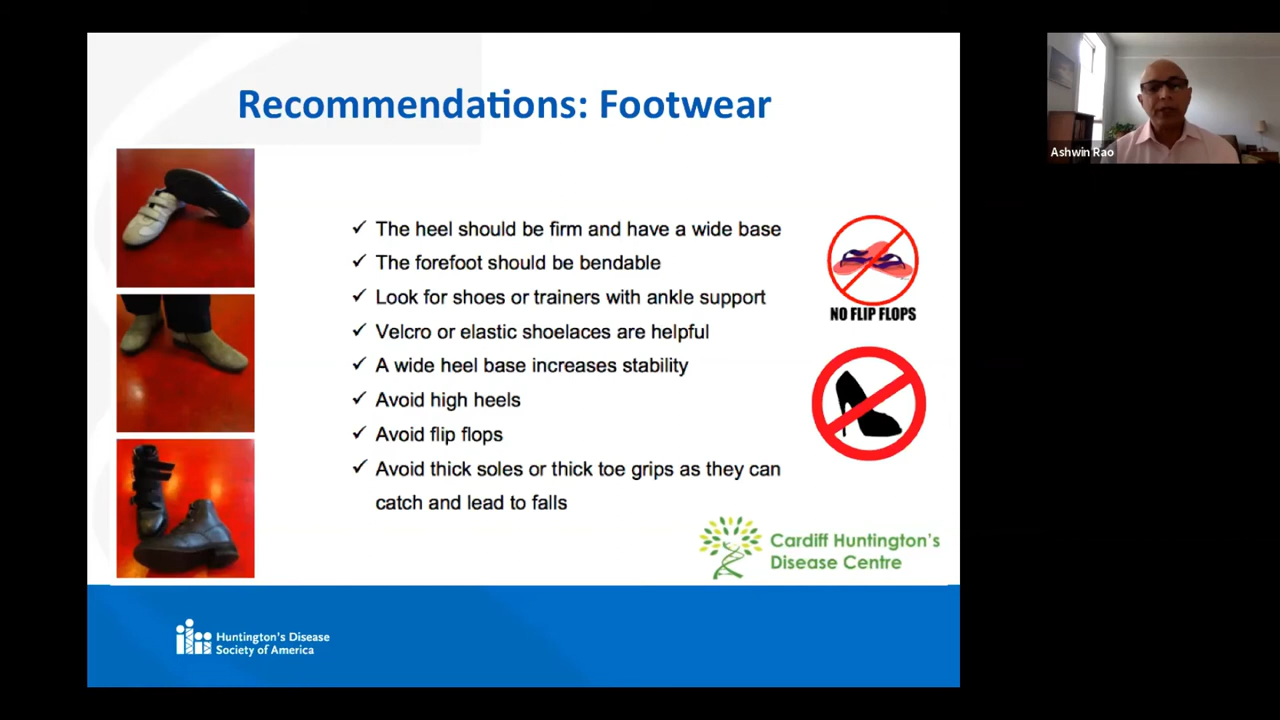 Recommendations: Footwear
Ashwin Rao
The heel should be firm and have a wide base
The forefoot should be bendable
Look for shoes or trainers with ankle support
Velcro or elastic shoelaces are helpful
A wide heel base increases stability
Avoid high heels
Avoid flip flops
Avoid thick soles or thick toe grips as they can
catch and lead to falls
NO FLIP FLOPS
Cardiff Huntington's
Disease Centre
Huntington's Disease
Society of America